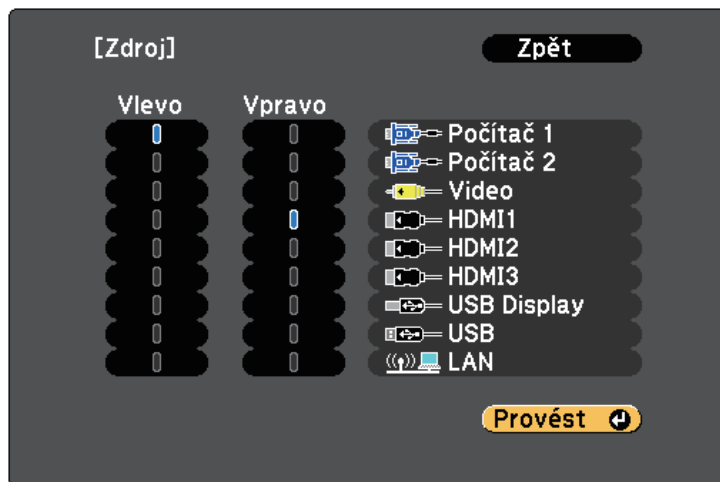 [Zdroj] Zpět
Vlevo Vpravo
Počítač 1
Počítač 2
Video
HDMI1
HDMI2
HDMI3
USB Display
USB
LAN
Provést